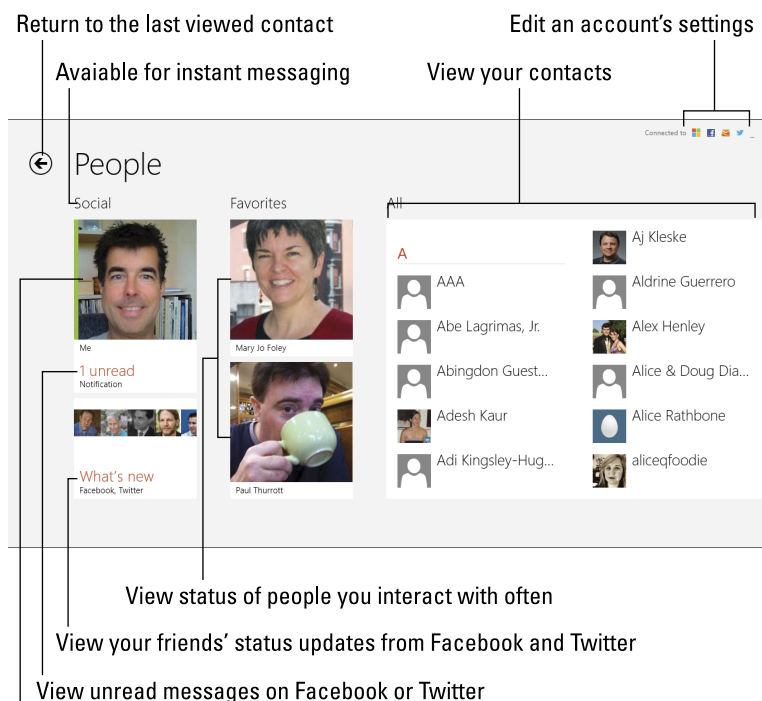 Return to the last viewed contact
Edit an account's settings
Avaiable for instant messaging
View your contacts
Connected to
People
Social
Favorites
All
Me
1 unread
Notification
What's new
Facebook, Twitter
Mary Jo Foley
Paul Thurrott
A
AAA
Abe Lagrimas, Jr.
Abingdon Guest...
Adesh Kaur
Adi Kingsley-Hug...
Aj Kleske
Aldrine Guerrero
Alex Henley
Alice & Doug Dia...
Alice Rathbone
aliceqfoodie
View status of people you interact with often
View your friends' status updates from Facebook and Twitter
View unread messages on Facebook or Twitter